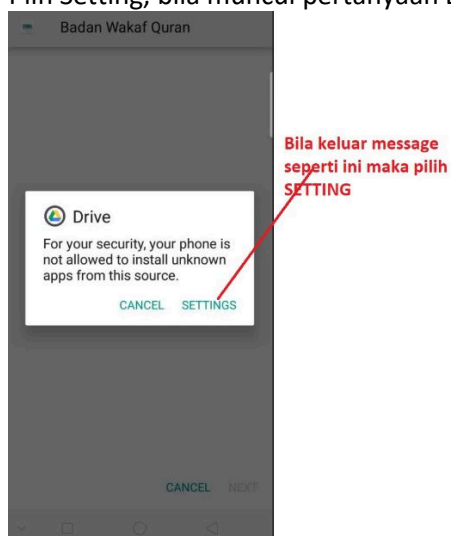 Pilih Setting, bila muncul pertanyaan
Badan Wakaf Quran
Bila keluar message
seperti ini maka pilih
SETTING
Drive
For your security, your phone is
not allowed to install unknown
apps from this source.
CANCEL SETTINGS
CANCEL NEXT